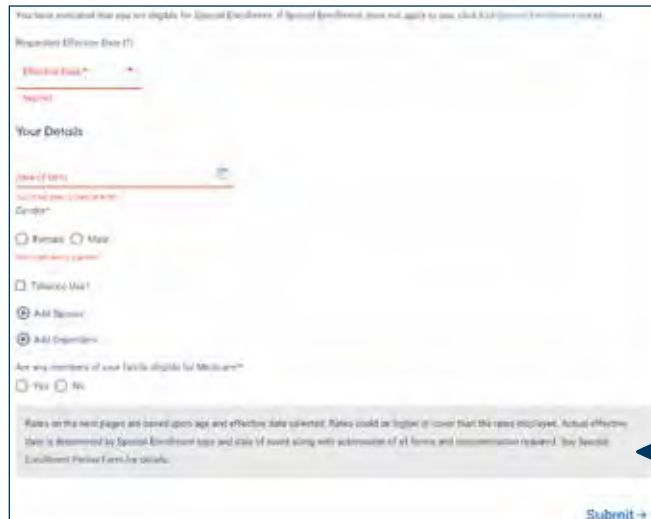 You have indicated that you are eligible for Special Enrollment. If Special Enrollment does not apply to you, click
Requested Effective Date (?)
Effective Date*
Required
Your Details
Date of Birth
Gender*
Female Male
Tobacco Use?
Add Spouse
Add Dependent
Are any members of your family eligible for Medicare?*
Yes No
Rates on the next pages are based upon age and effective date selected. Rates could be higher or lower than the rates displayed. Actual effective
date is determined by Special Enrollment type and date of event along with submission of all forms and documentation required. See Special
Enrollment Period Form for details.
Submit→